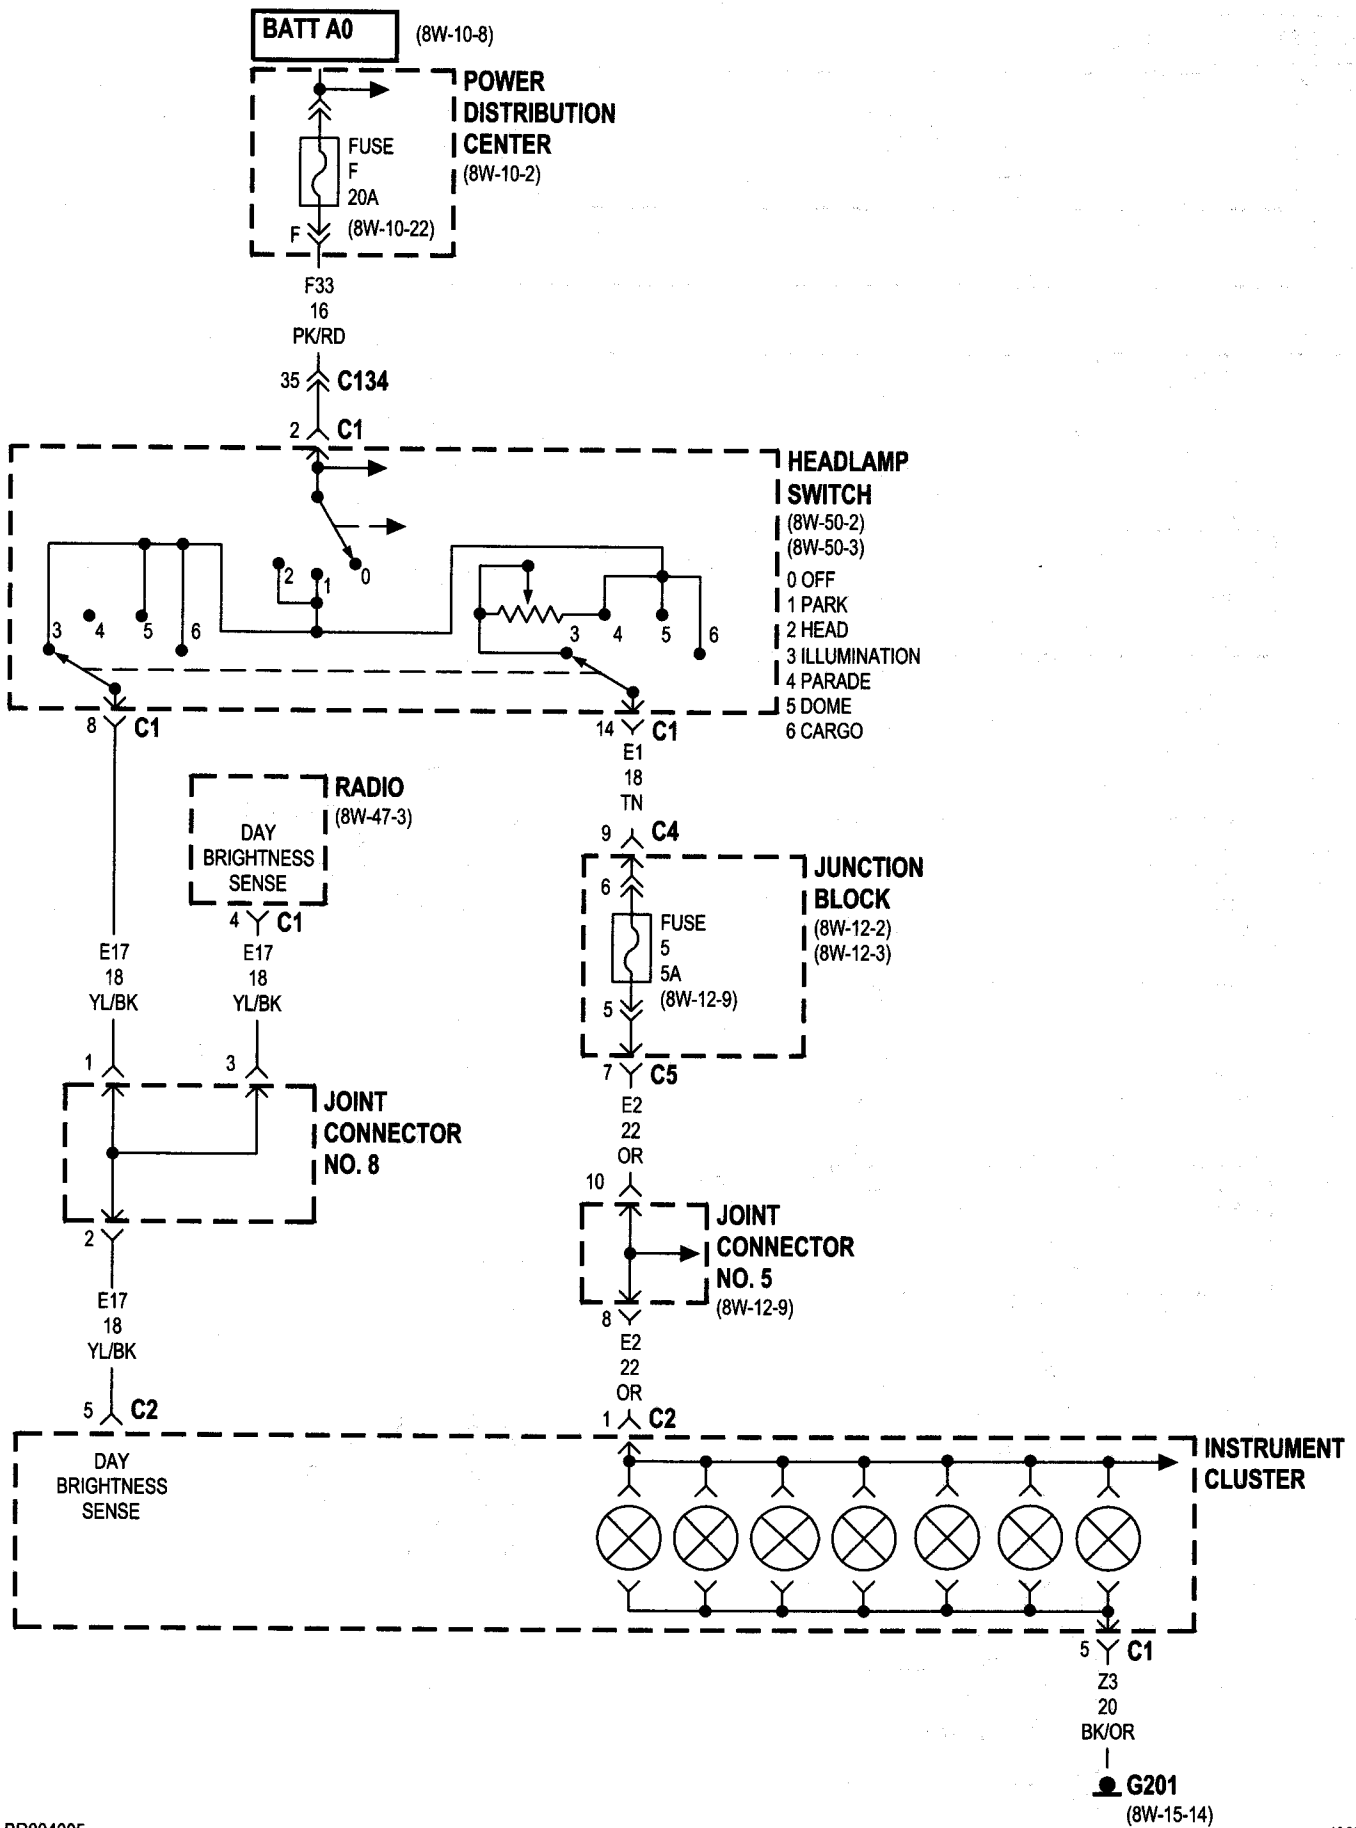 BATT A0
(8W-10-8)
POWER
DISTRIBUTION
CENTER
(8W-10-2)
FUSE
F
20A
(8W-10-22)
F
F33
16
PK/RD
35 C134
2 C1
HEADLAMP
SWITCH
(8W-50-2)
(8W-50-3)
0 OFF
1 PARK
2 HEAD
3 ILLUMINATION
4 PARADE
5 DOME
6 CARGO
2 1 0
3 4 5 6
3 4 5 6
8 C1
14 C1
E1
18
TN
RADIO
(8W-47-3)
DAY
BRIGHTNESS
SENSE
4 C1
9 C4
JUNCTION
BLOCK
(8W-12-2)
(8W-12-3)
6
FUSE
5
5A
(8W-12-9)
5
7 C5
E17
18
YL/BK
E17
18
YL/BK
1
3
JOINT
CONNECTOR
NO. 8
2
E2
22
OR
10
JOINT
CONNECTOR
NO. 5
(8W-12-9)
8
E17
18
YL/BK
E2
22
OR
5 C2
1 C2
INSTRUMENT
CLUSTER
DAY
BRIGHTNESS
SENSE
5 C1
Z3
20
BK/OR
G201
(8W-15-14)